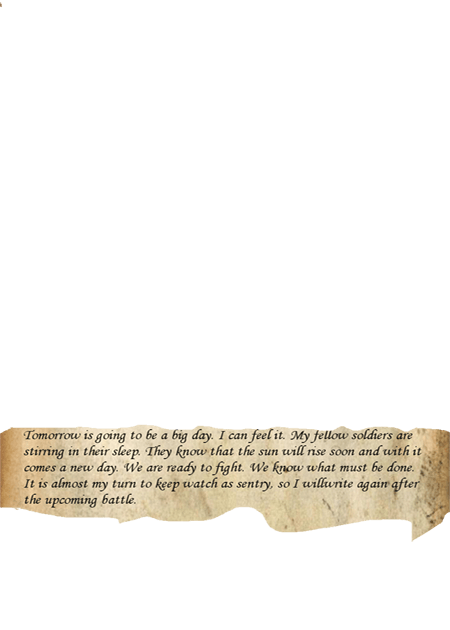 Tomorrow is going to be a big day. I can feel it. My fellow soldiers are
stirring in their sleep. They know that the sun will rise soon and with it
comes a new day. We are ready to fight. We know what must be done.
It is almost my turn to keep watch as sentry, so I willwrite again after
the upcoming battle.